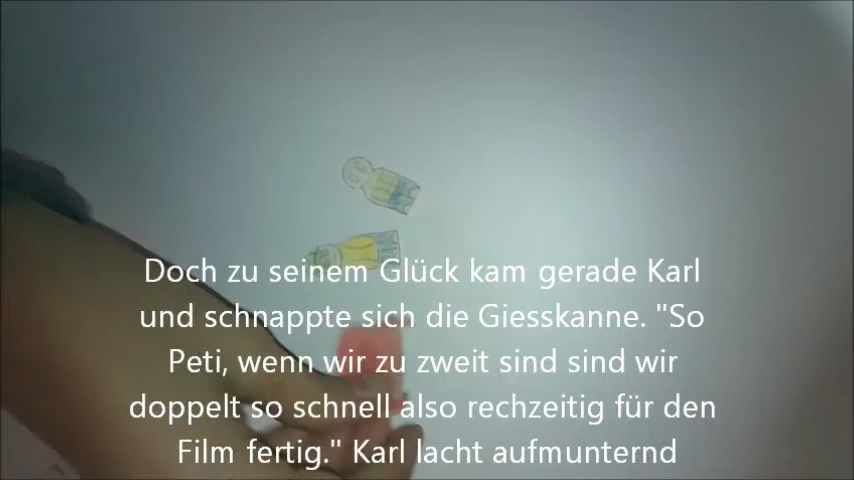 Doch zu seinem Glück kam gerade Karl
und schnappte sich die Giesskanne. "So
Peti, wenn wir zu zweit sind sind wir
doppelt so schnell also rechzeitig für den
Film fertig." Karl lacht aufmunternd